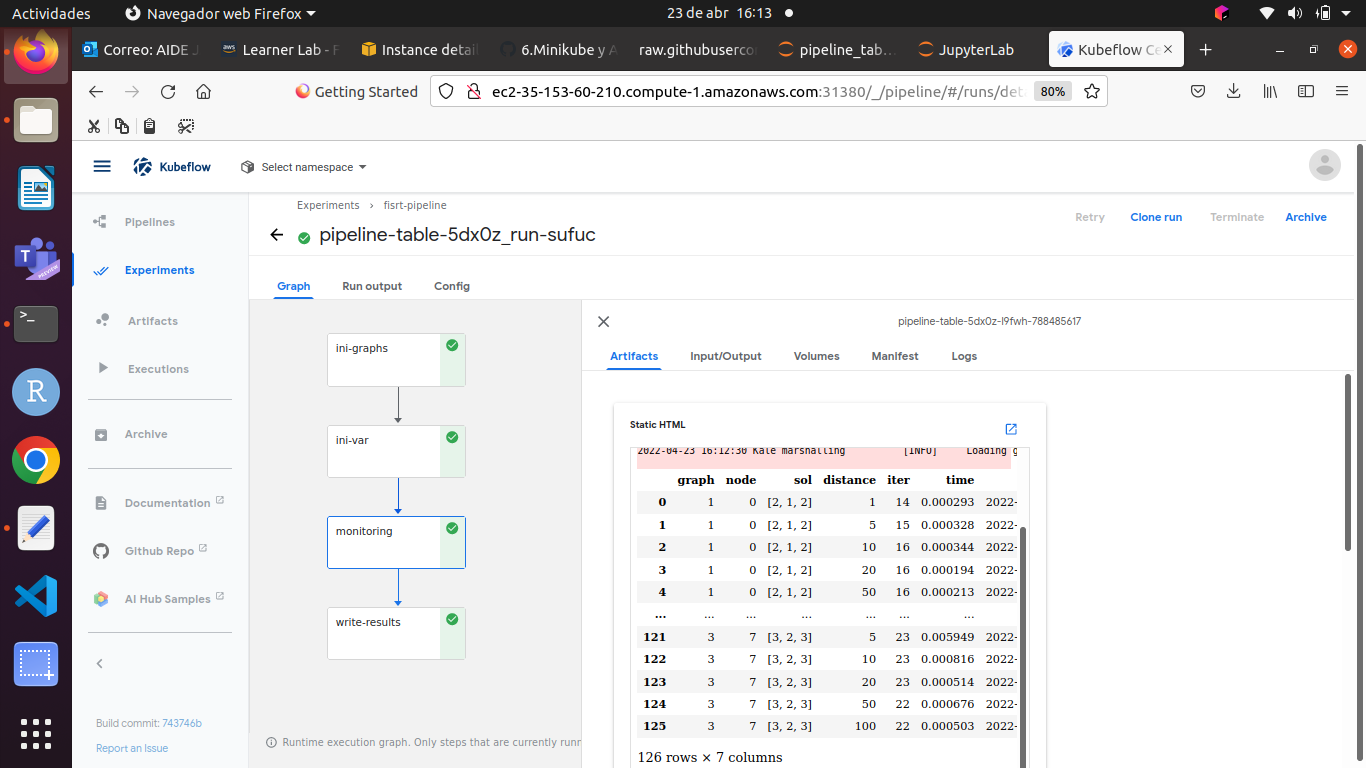 Actividades
Navegador web Firefox
23 de abr 16:13
Correo: AIDE J
Learner Lab - F
Instance detail
6.Minikube y A
raw.githubuserco
pipeline_tab…
JupyterLab
Kubeflow Ce
Getting Started
ec2-35-153-60-210.compute-1.amazonaws.com:31380/_/pipeline/#/runs/det
80%
Kubeflow
Select namespace
Pipelines
Experiments
Artifacts
Executions
Archive
Documentation
Github Repo
AI Hub Samples
Build commit: 743746b
Report an Issue
Experiments › fisrt-pipeline
pipeline-table-5dx0z_run-sufuc
Retry Clone run Terminate Archive
Graph Run output Config
ini-graphs
ini-var
monitoring
write-results
Runtime execution graph. Only steps that are currently runn
pipeline-table-5dx0z-l9fwh-788485617
Artifacts Input/Output Volumes Manifest Logs
Static HTML
2022-04-23 16:12:30 Kale marshalling [INFO] Loading g
graph node sol distance iter time
0 1 0 [2, 1, 2] 1 14 0.000293 2022-
1 1 0 [2, 1, 2] 5 15 0.000328 2022-
2 1 0 [2, 1, 2] 10 16 0.000344 2022-
3 1 0 [2, 1, 2] 20 16 0.000194 2022-
4 1 0 [2, 1, 2] 50 16 0.000213 2022-
... ... ... ... ... ... ...
121 3 7 [3, 2, 3] 5 23 0.005949 2022-
122 3 7 [3, 2, 3] 10 23 0.000816 2022-
123 3 7 [3, 2, 3] 20 23 0.000514 2022-
124 3 7 [3, 2, 3] 50 22 0.000676 2022-
125 3 7 [3, 2, 3] 100 22 0.000503 2022-
126 rows × 7 columns